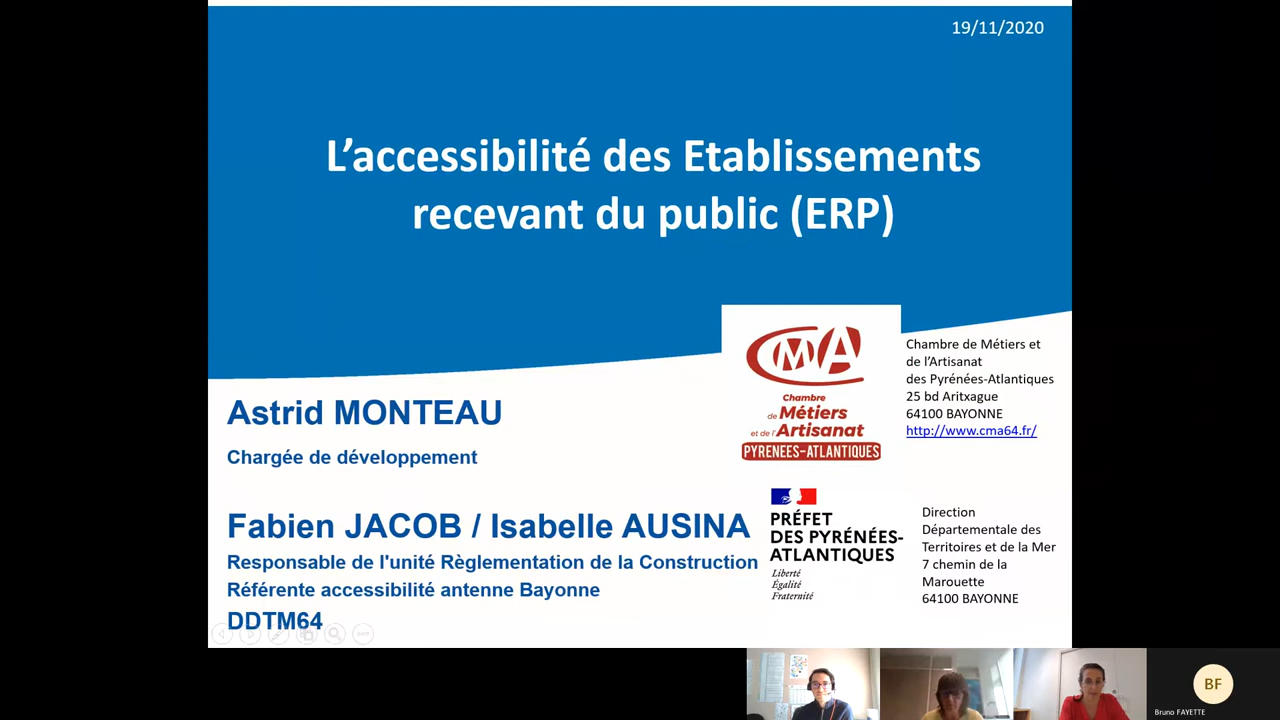 19/11/2020
L’accessibilité des Etablissements
recevant du public (ERP)
CMA
Chambre
de Métiers
et de l'Artisanat
PYRENEES-ATLANTIQUES
Chambre de Métiers et
de l’Artisanat
des Pyrénées-Atlantiques
25 bd Aritxague
64100 BAYONNE
http://www.cma64.fr/
Astrid MONTEAU
Chargée de développement
Fabien JACOB / Isabelle AUSINA
Responsable de l'unité Règlementation de la Construction
Référente accessibilité antenne Bayonne
DDTM64
PRÉFET
DES PYRÉNÉES-
ATLANTIQUES
Liberté
Égalité
Fraternité
Direction
Départementale des
Territoires et de la Mer
7 chemin de la
Marouette
64100 BAYONNE
BF
Bruno FAYETTE